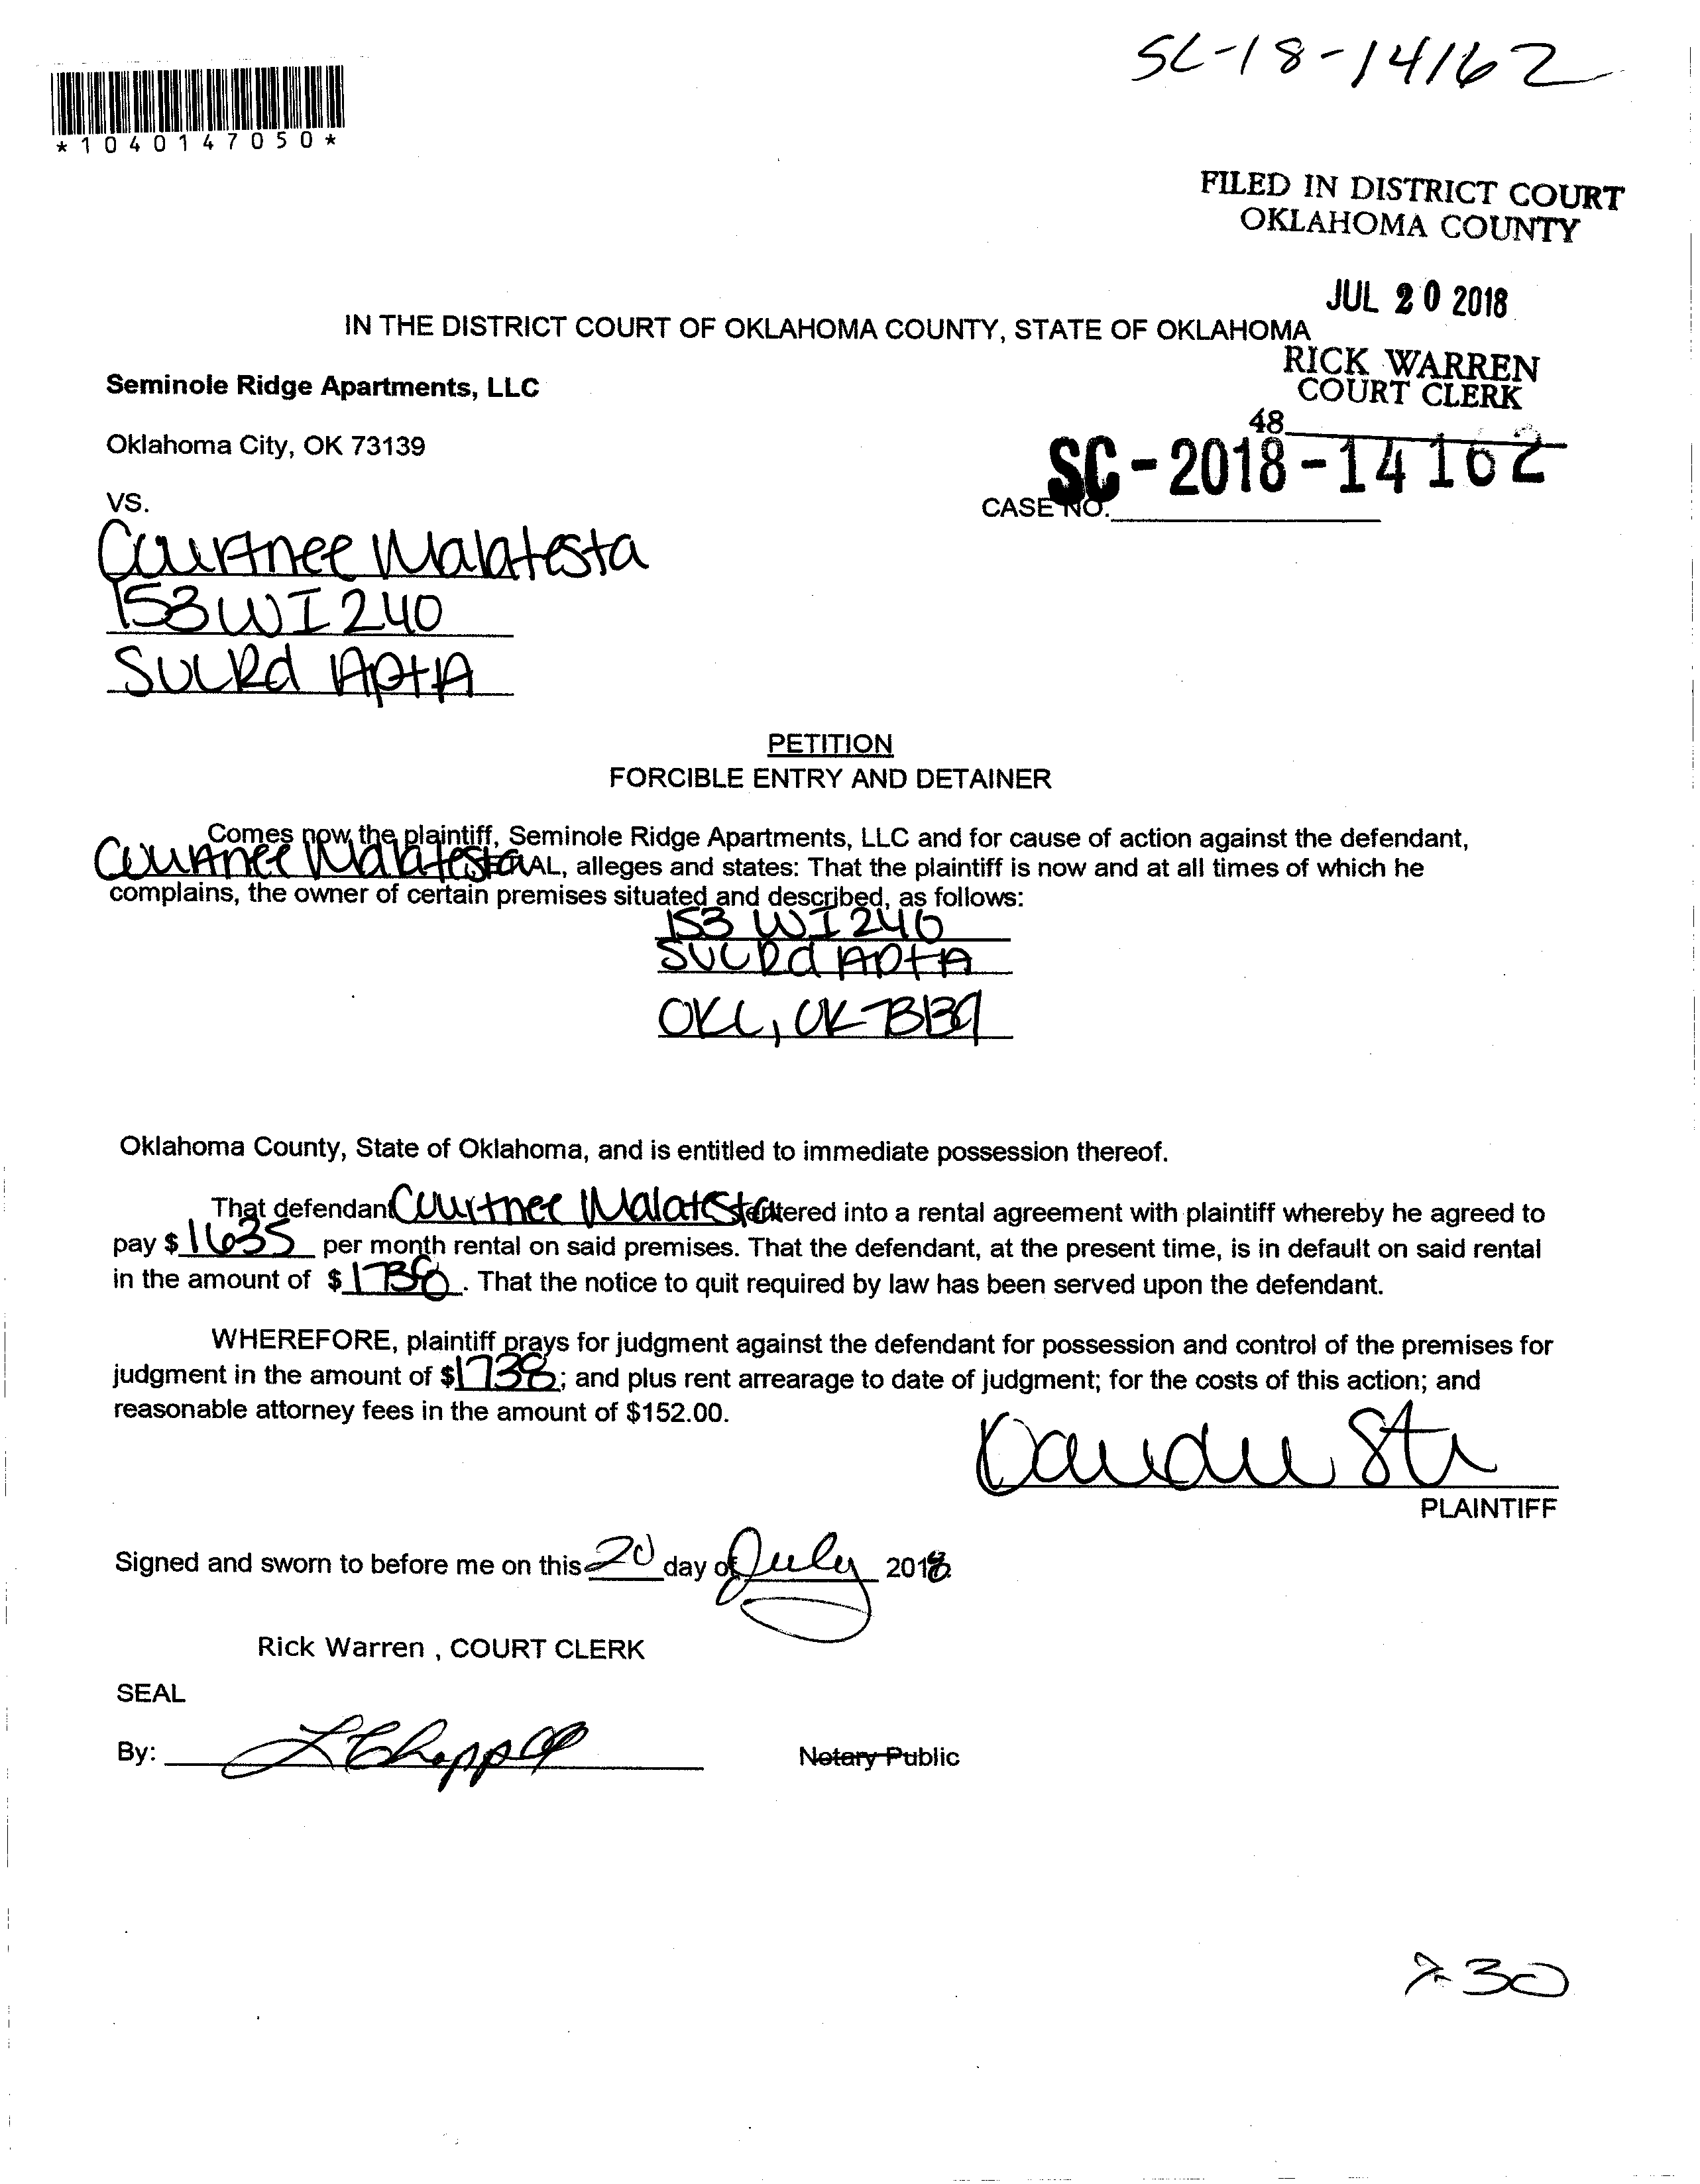 SC-18-14162
*1040147050*
FILED IN DISTRICT COURT
OKLAHOMA COUNTY
JUL 20 2018
IN THE DISTRICT COURT OF OKLAHOMA COUNTY, STATE OF OKLAHOMA
RICK WARREN
COURT CLERK
Seminole Ridge Apartments, LLC
48
Oklahoma City, OK 73139
SC-2018-14162
VS.
CASE NO.
Courtnee Malatesta
153 W I 240
SVC Rd Apt A
PETITION
FORCIBLE ENTRY AND DETAINER
Comes now the plaintiff, Seminole Ridge Apartments, LLC and for cause of action against the defendant,
Courtnee Malatesta ET AL, alleges and states: That the plaintiff is now and at all times of which he
complains, the owner of certain premises situated and described, as follows:
153 W I 240
SVC Rd Apt A
OKC, OK 73139
Oklahoma County, State of Oklahoma, and is entitled to immediate possession thereof.
That defendant Courtnee Malatesta entered into a rental agreement with plaintiff whereby he agreed to
pay $ 1635 per month rental on said premises. That the defendant, at the present time, is in default on said rental
in the amount of $ . That the notice to quit required by law has been served upon the defendant.
WHEREFORE, plaintiff prays for judgment against the defendant for possession and control of the premises for
judgment in the amount of $1738; and plus rent arrearage to date of judgment; for the costs of this action; and
reasonable attorney fees in the amount of $152.00.
PLAINTIFF
Signed and sworn to before me on this 20 day of July 2018
Rick Warren , COURT CLERK
SEAL
By:
Notary Public
7-30